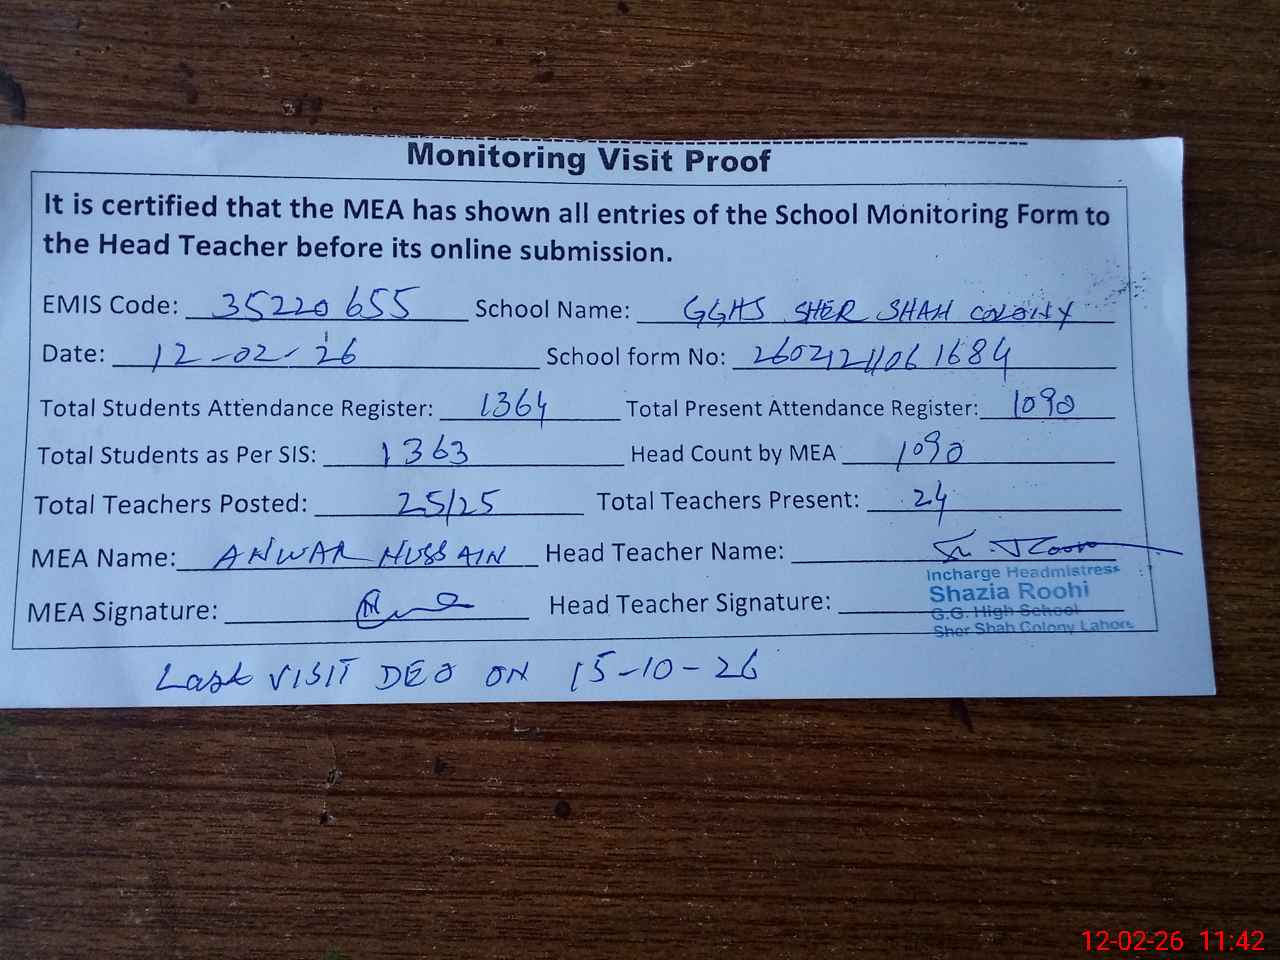 Monitoring Visit Proof
It is certified that the MEA has shown all entries of the School Monitoring Form to
the Head Teacher before its online submission.
EMIS Code: 35220655 School Name: GGHS SHER SHAH COLONY
Date: 12-02-26 School form No: 2602121106 1684
Total Students Attendance Register: 1364 Total Present Attendance Register: 1090
Total Students as Per SIS: 1363 Head Count by MEA 1090
Total Teachers Posted: 25/25 Total Teachers Present: 24
MEA Name: ANWAR HUSSAIN Head Teacher Name:
Incharge Headmistress
Shazia Roohi
MEA Signature: Head Teacher Signature:
G.G. High School
Sher Shah Colony Lahore
Last VISIT DEO ON 15-10-26
12-02-26 11:42